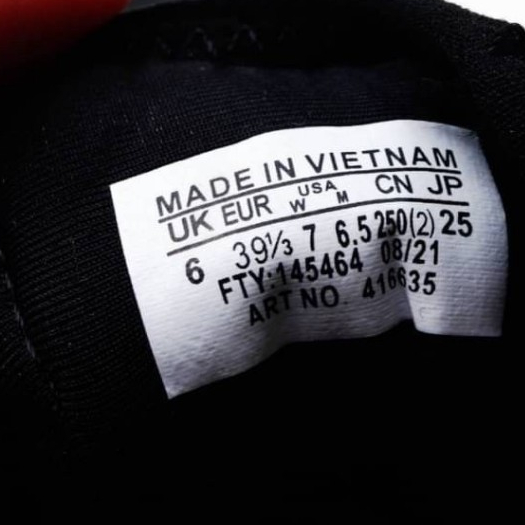 MADE IN VIETNAM
UK EUR USA W M CN JP
6 39⅓ 7 6.5 250(2) 25
FTY:145464 08/21
ART NO. 416635